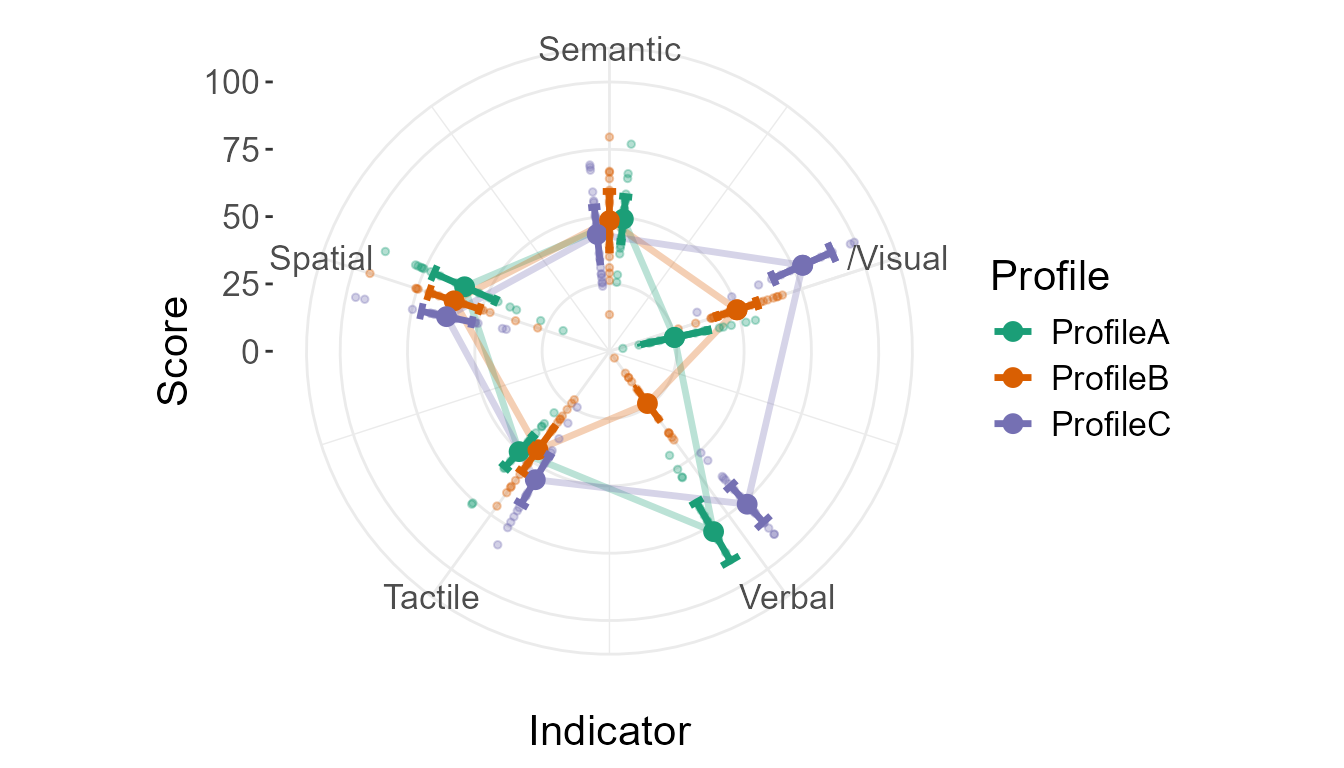 Semantic
100
75
50
25
0
Spatial
/Visual
Tactile
Verbal
Score
Indicator
Profile
ProfileA
ProfileB
ProfileC